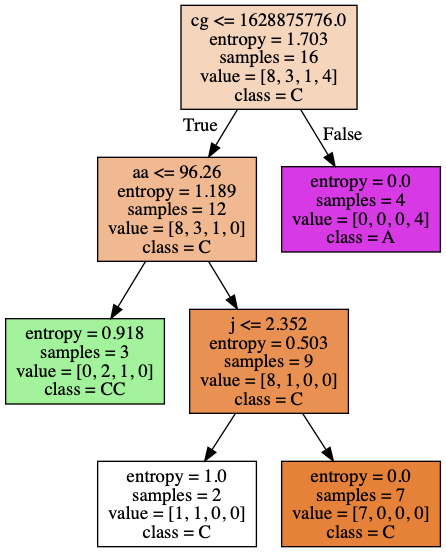 cg <= 1628875776.0
entropy = 1.703
samples = 16
value = [8, 3, 1, 4]
class = C
True
False
aa <= 96.26
entropy = 1.189
samples = 12
value = [8, 3, 1, 0]
class = C
entropy = 0.0
samples = 4
value = [0, 0, 0, 4]
class = A
entropy = 0.918
samples = 3
value = [0, 2, 1, 0]
class = CC
j <= 2.352
entropy = 0.503
samples = 9
value = [8, 1, 0, 0]
class = C
entropy = 1.0
samples = 2
value = [1, 1, 0, 0]
class = C
entropy = 0.0
samples = 7
value = [7, 0, 0, 0]
class = C